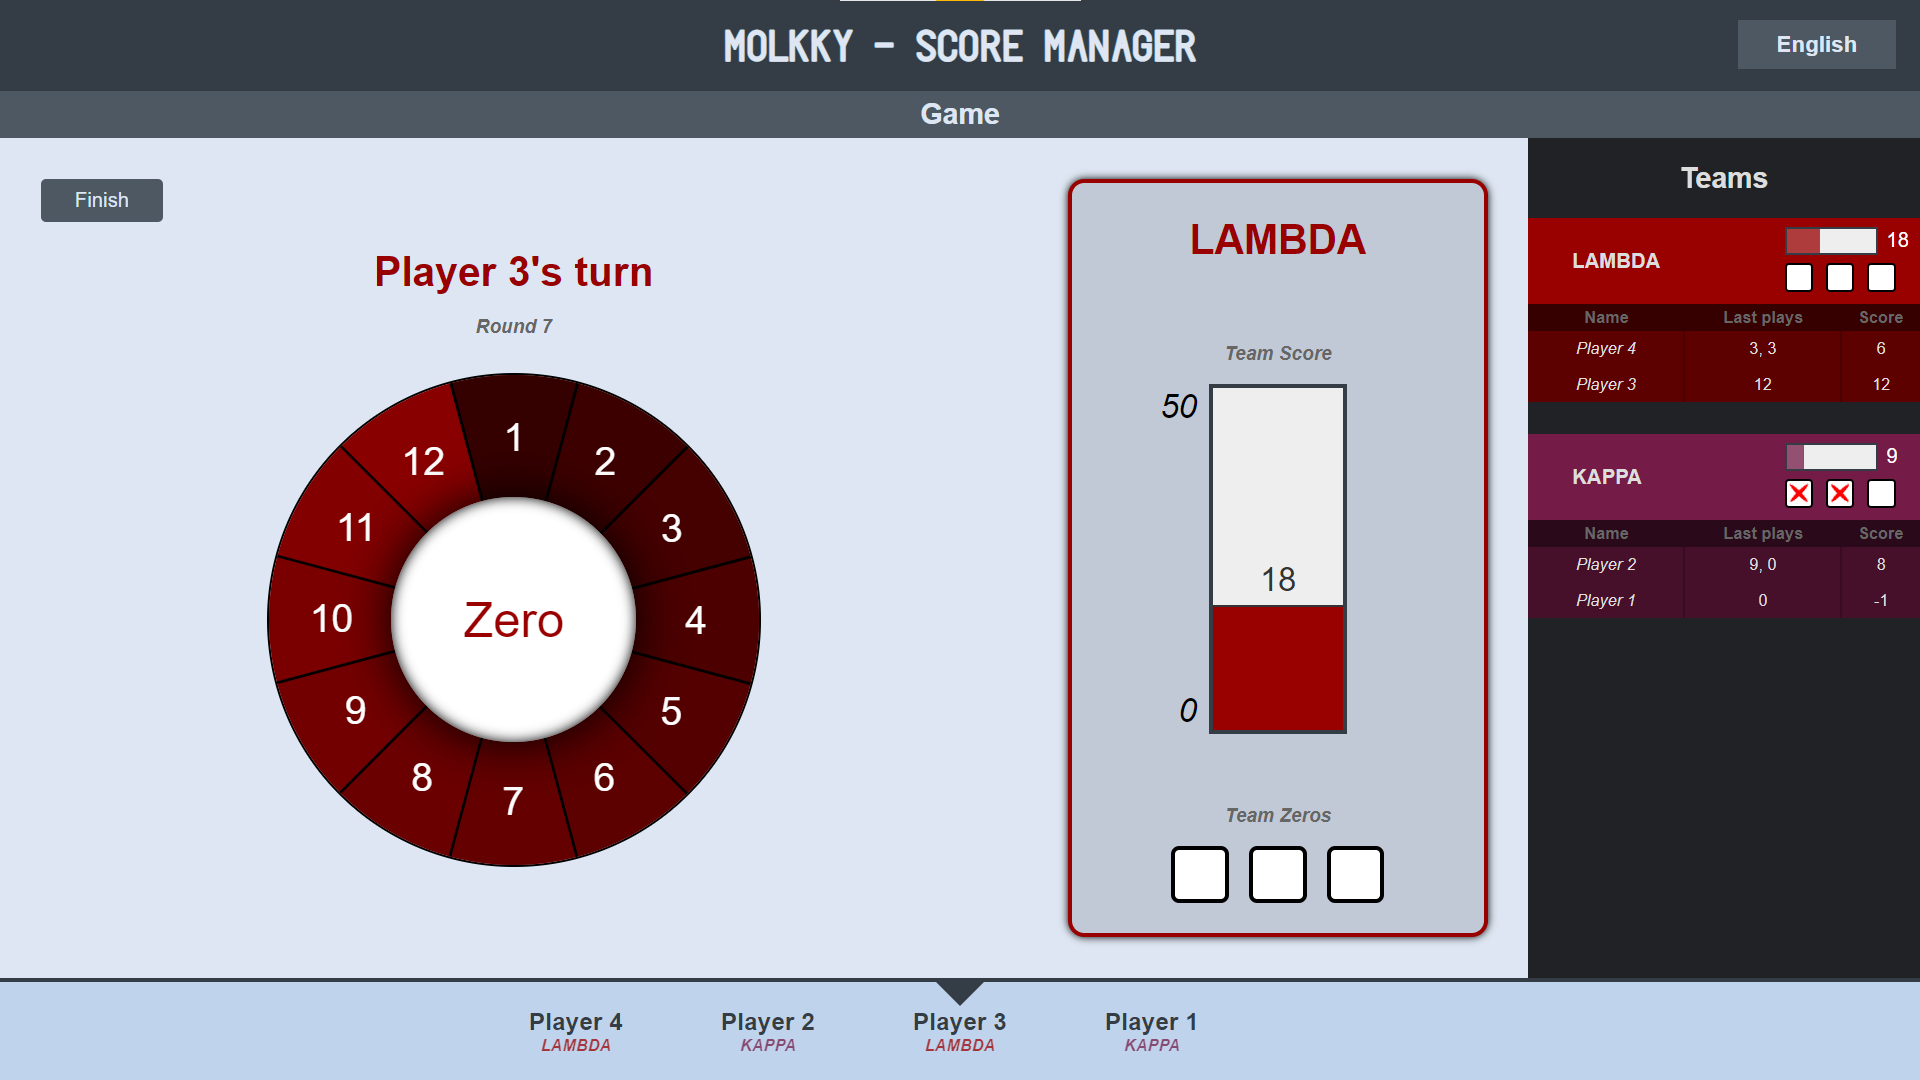 MOLKKY - SCORE MANAGER
English
Game
Finish
Player 3's turn
Round 7
1
2
3
4
5
6
7
8
9
10
11
12
Zero
LAMBDA
Team Score
50
18
0
Team Zeros
Teams
LAMBDA
18
Name Last plays Score
Player 4 3, 3 6
Player 3 12 12
KAPPA
9
Name Last plays Score
Player 2 9, 0 8
Player 1 0 -1
Player 4
LAMBDA
Player 2
KAPPA
Player 3
LAMBDA
Player 1
KAPPA